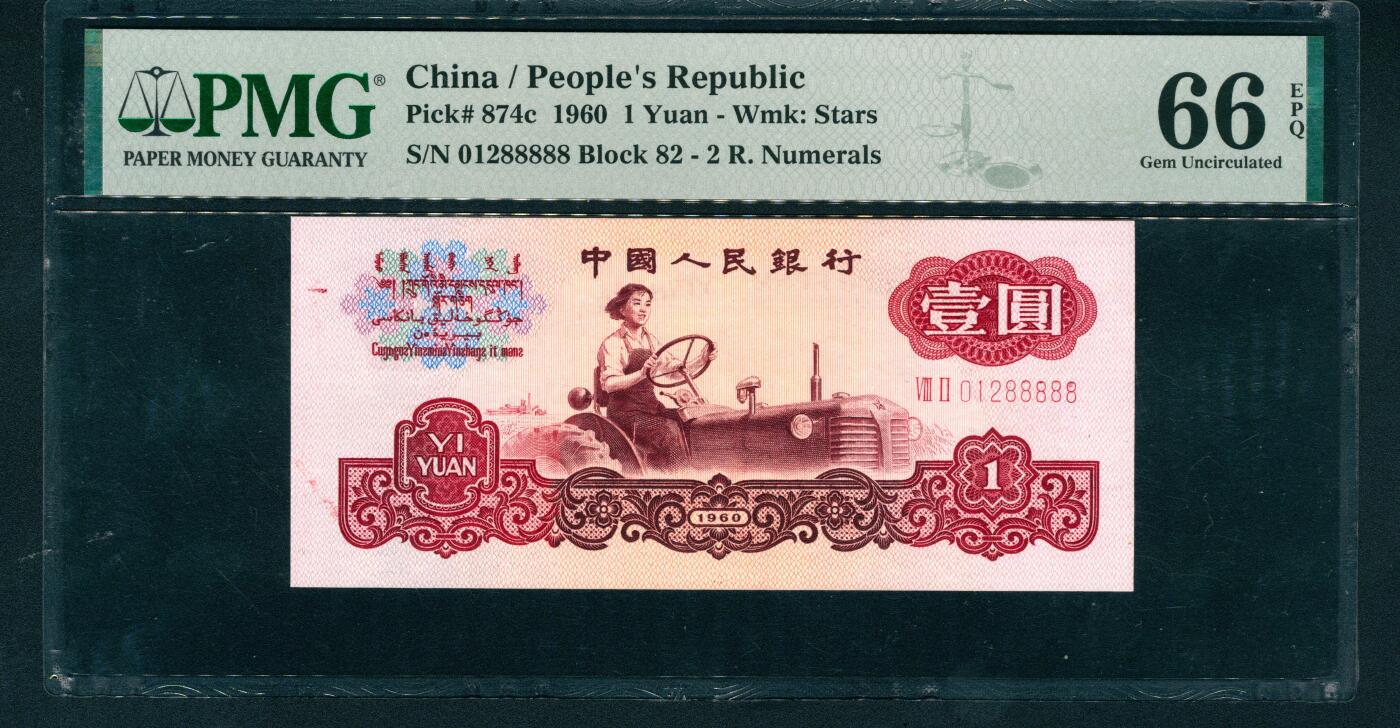 PMG®
PAPER MONEY GUARANTY
China / People's Republic
Pick# 874c 1960 1 Yuan - Wmk: Stars
S/N 01288888 Block 82 - 2 R. Numerals
66
EPQ
Gem Uncirculated
中國人民銀行
壹圓
VIII II 01288888
YI
YUAN
1
1960